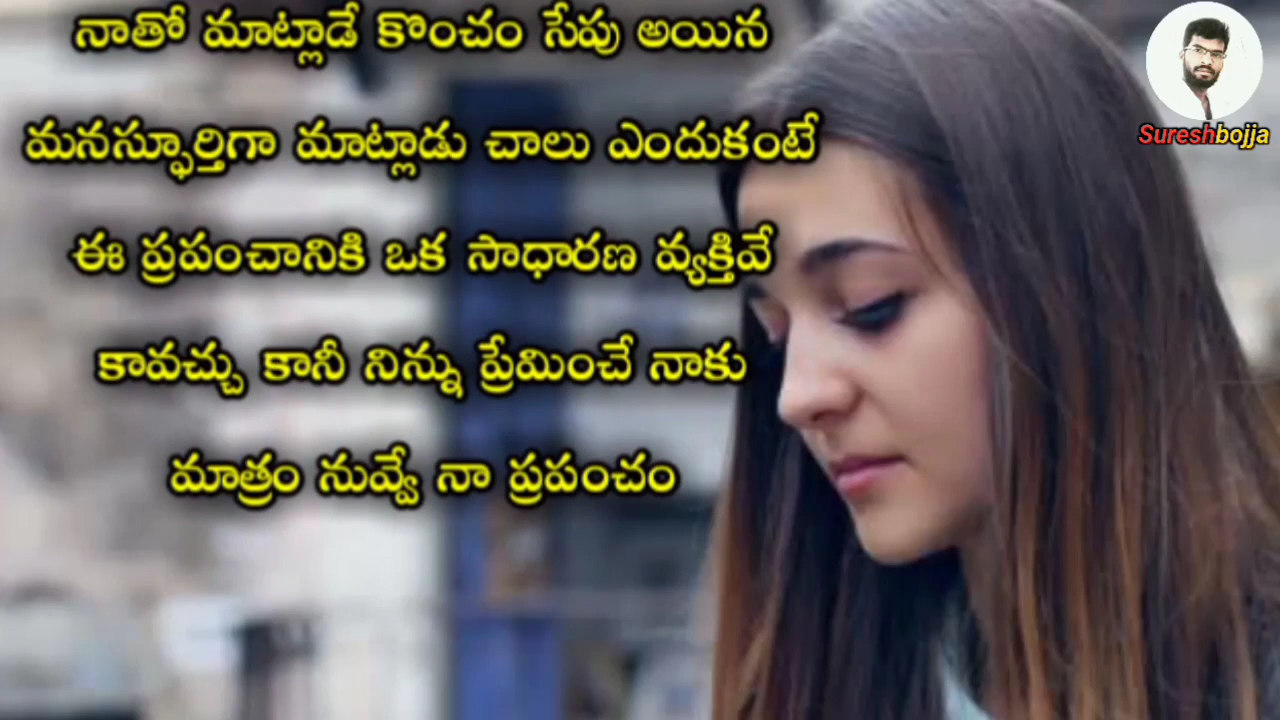 నాతో మాట్లాడే కొంచం సేపు అయిన
మనస్ఫూర్తిగా మాట్లాడు చాలు ఎందుకంటే
ఈ ప్రపంచానికి ఒక సాధారణ వ్యక్తివే
కావచ్చు కానీ నిన్ను ప్రేమించే నాకు
మాత్రం నువ్వే నా ప్రపంచం
Sureshbojja